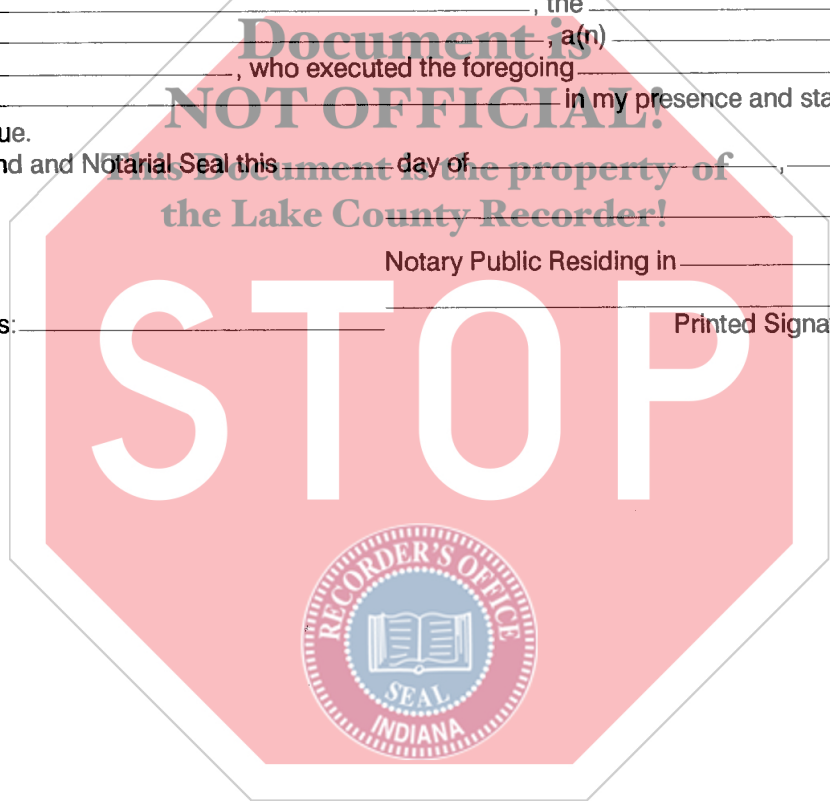 , the
Document is
, a(n)
, who executed the foregoing
NOT OFFICIAL!
in my presence and sta
ue.
nd and Notarial Seal this day of ,
This Document is the property of
the Lake County Recorder!
Notary Public Residing in
s:
Printed Signa
STOP
RECORDER'S OFFICE
SEAL
INDIANA